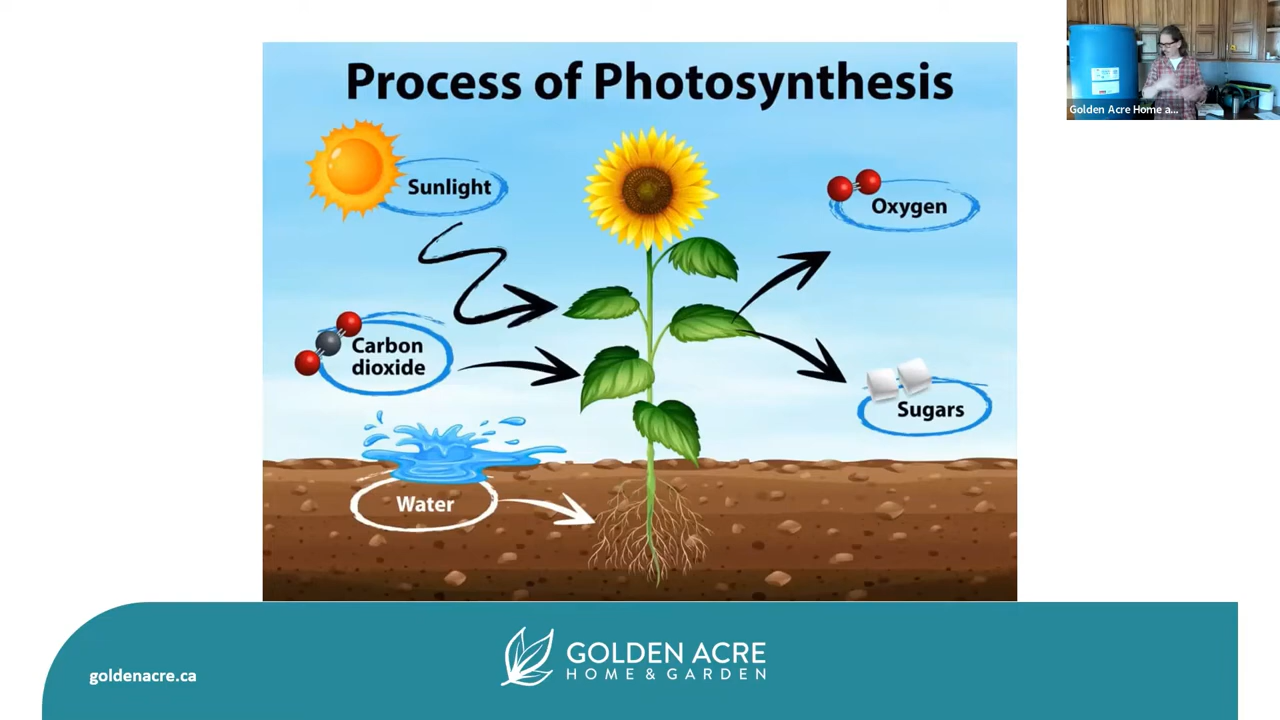 Process of Photosynthesis
Sunlight
Oxygen
Carbon
dioxide
Sugars
Water
goldenacre.ca
GOLDEN ACRE
HOME & GARDEN
Golden Acre Home a...